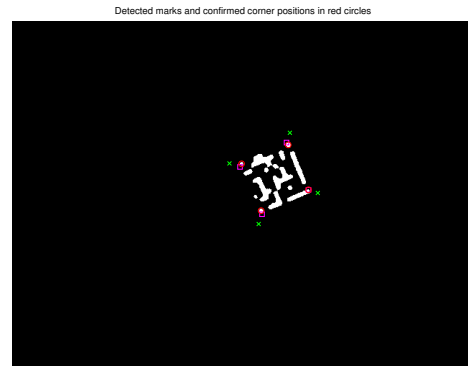 Detected marks and confirmed corner positions in red circles